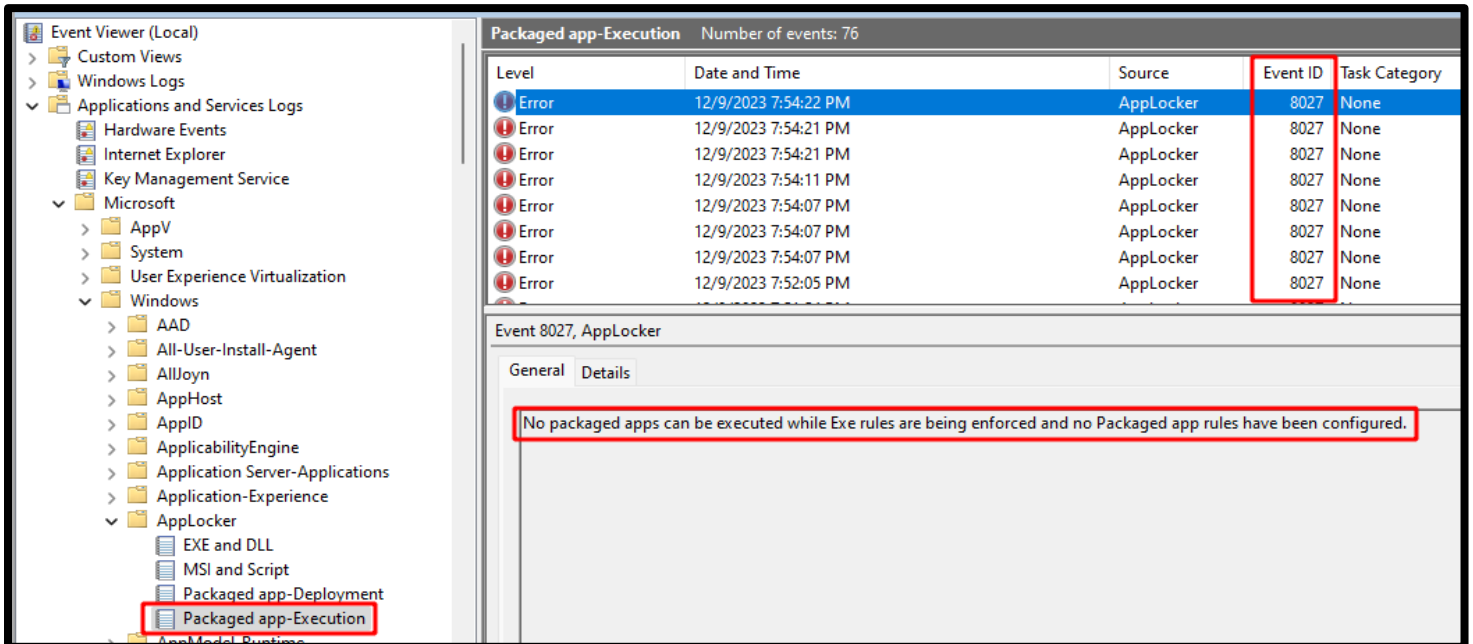 Event Viewer (Local)
Custom Views
Windows Logs
Applications and Services Logs
Hardware Events
Internet Explorer
Key Management Service
Microsoft
AppV
System
User Experience Virtualization
Windows
AAD
All-User-Install-Agent
AllJoyn
AppHost
AppID
ApplicabilityEngine
Application Server-Applications
Application-Experience
AppLocker
EXE and DLL
MSI and Script
Packaged app-Deployment
Packaged app-Execution
AppModel-Runtime
Packaged app-Execution Number of events: 76
Level Date and Time Source Event ID Task Category
Error 12/9/2023 7:54:22 PM AppLocker 8027 None
Error 12/9/2023 7:54:21 PM AppLocker 8027 None
Error 12/9/2023 7:54:21 PM AppLocker 8027 None
Error 12/9/2023 7:54:11 PM AppLocker 8027 None
Error 12/9/2023 7:54:07 PM AppLocker 8027 None
Error 12/9/2023 7:54:07 PM AppLocker 8027 None
Error 12/9/2023 7:54:07 PM AppLocker 8027 None
Error 12/9/2023 7:52:05 PM AppLocker 8027 None
Event 8027, AppLocker
General Details
No packaged apps can be executed while Exe rules are being enforced and no Packaged app rules have been configured.